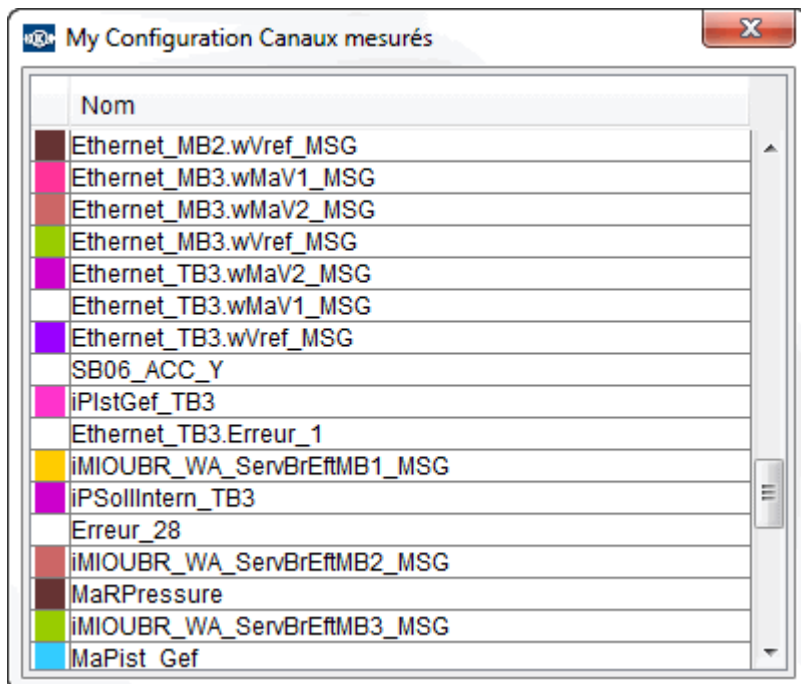 My Configuration Canaux mesurés
Nom
Ethernet_MB2.wVref_MSG
Ethernet_MB3.wMaV1_MSG
Ethernet_MB3.wMaV2_MSG
Ethernet_MB3.wVref_MSG
Ethernet_TB3.wMaV2_MSG
Ethernet_TB3.wMaV1_MSG
Ethernet_TB3.wVref_MSG
SB06_ACC_Y
iPIstGef_TB3
Ethernet_TB3.Erreur_1
iMIOUBR_WA_ServBrEftMB1_MSG
iPSollIntern_TB3
Erreur_28
iMIOUBR_WA_ServBrEftMB2_MSG
MaRPressure
iMIOUBR_WA_ServBrEftMB3_MSG
MaPist_Gef